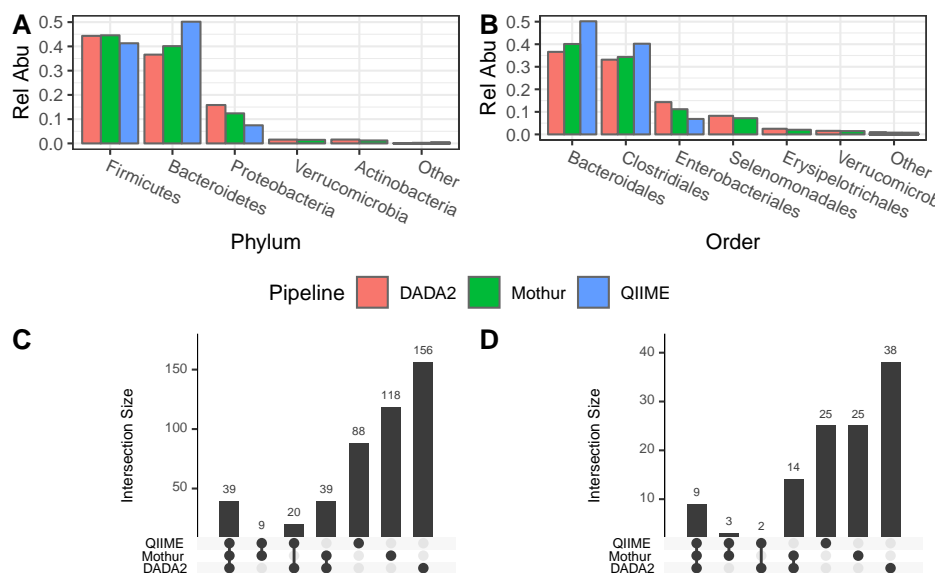 A
Rel Abu
0.5
0.4
0.3
0.2
0.1
0.0
Firmicutes
Bacteroidetes
Proteobacteria
Verrucomicrobia
Actinobacteria
Other
Phylum
B
Rel Abu
0.5
0.4
0.3
0.2
0.1
0.0
Bacteroidales
Clostridiales
Enterobacteriales
Selenomonadales
Erysipelotrichales
Verrucomicrob
Other
Order
Pipeline DADA2 Mothur QIIME
C
Intersection Size
150
100
50
39
9
20
39
88
118
156
QIIME
Mothur
DADA2
D
Intersection Size
40
30
20
10
9
3
2
14
25
25
38
QIIME
Mothur
DADA2